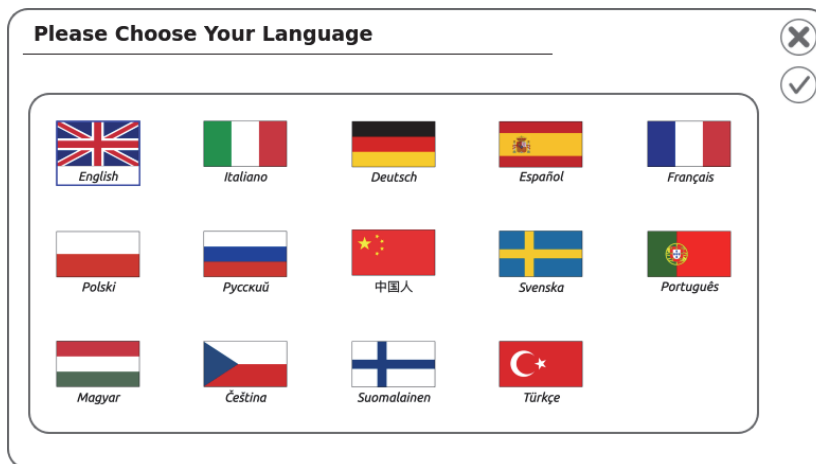 Please Choose Your Language
English
Italiano
Deutsch
Español
Français
Polski
Русский
中国人
Svenska
Português
Magyar
Čeština
Suomalainen
Türkçe